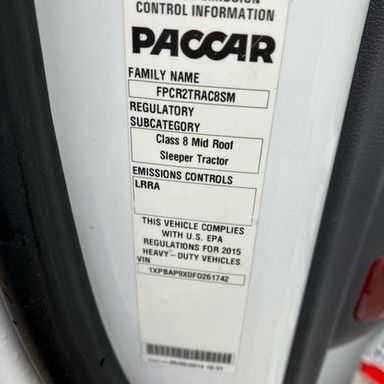 CONTROL INFORMATION
PACCAR
FAMILY NAME
FPCR2TRAC8SM
REGULATORY
SUBCATEGORY
Class 8 Mid Roof
Sleeper Tractor
EMISSIONS CONTROLS
LRRA
THIS VEHICLE COMPLIES
WITH U.S. EPA
REGULATIONS FOR 2015
HEAVY-DUTY VEHICLES
VIN
1XPBAP9X0FD261742